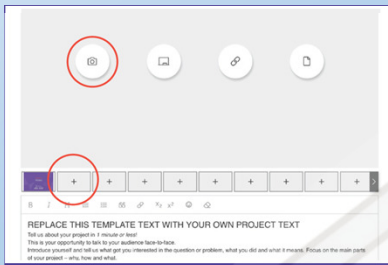 B I
x₂ x²
REPLACE THIS TEMPLATE TEXT WITH YOUR OWN PROJECT TEXT
Tell us about your project in 1 minute or less!
This is your opportunity to talk to your audience face-to-face.
Introduce yourself and tell us what got you interested in the question or problem, what you did and what it means. Focus on the main parts
of your project – why, how and what.